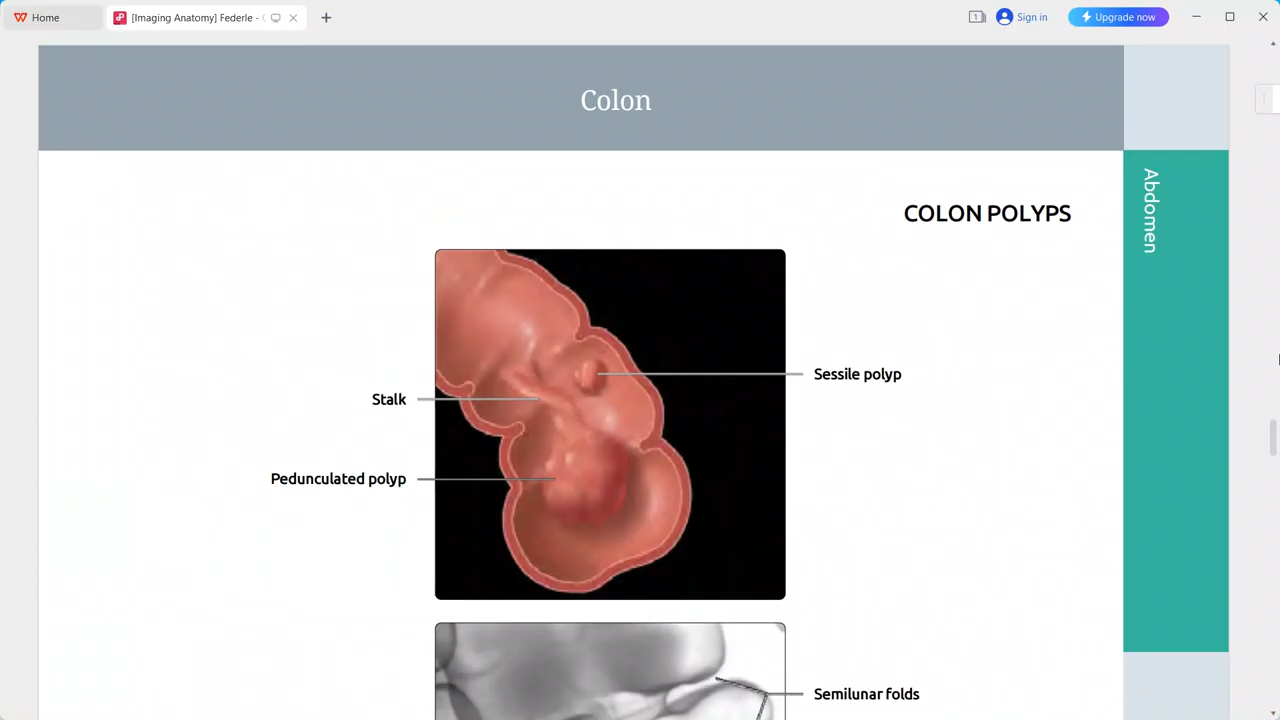 Home
[Imaging Anatomy] Federle -
1
Sign in
Upgrade now
Colon
Abdomen
COLON POLYPS
Sessile polyp
Stalk
Pedunculated polyp
Semilunar folds